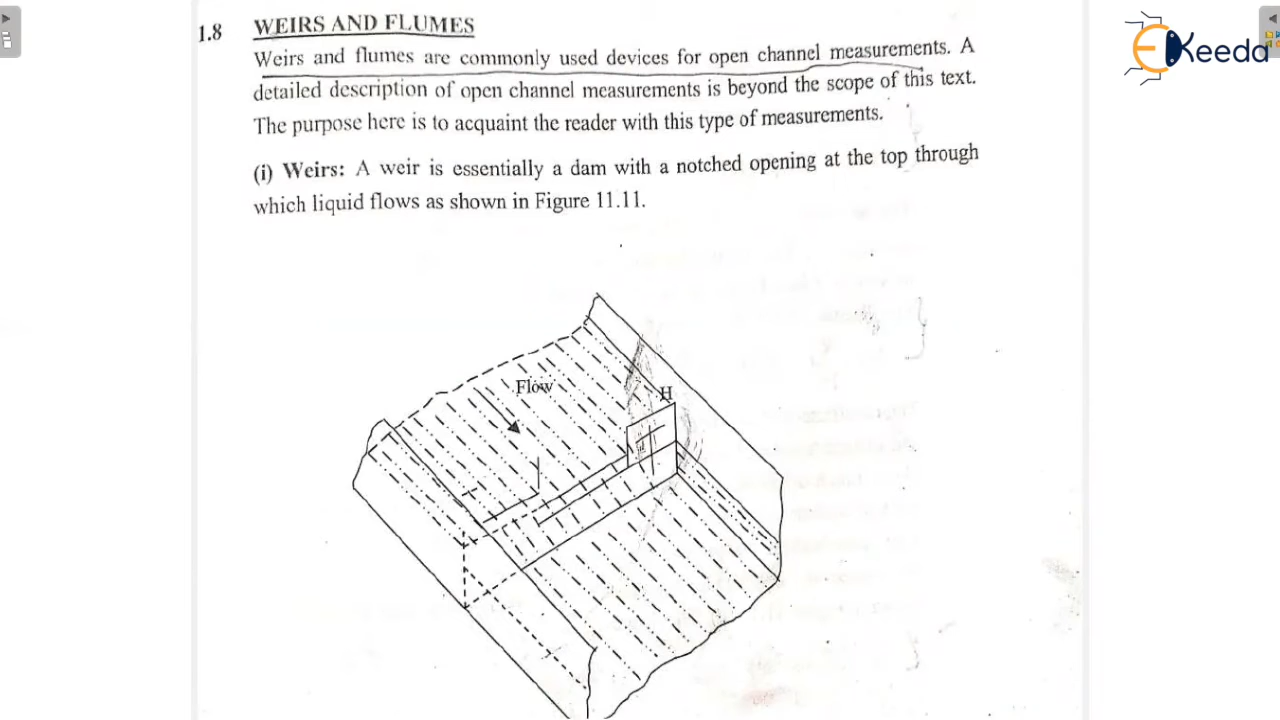 1.8 WEIRS AND FLUMES
Weirs and flumes are commonly used devices for open channel measurements. A
detailed description of open channel measurements is beyond the scope of this text.
The purpose here is to acquaint the reader with this type of measurements.
(i) Weirs: A weir is essentially a dam with a notched opening at the top through
which liquid flows as shown in Figure 11.11.
Flow
H
EKeeda